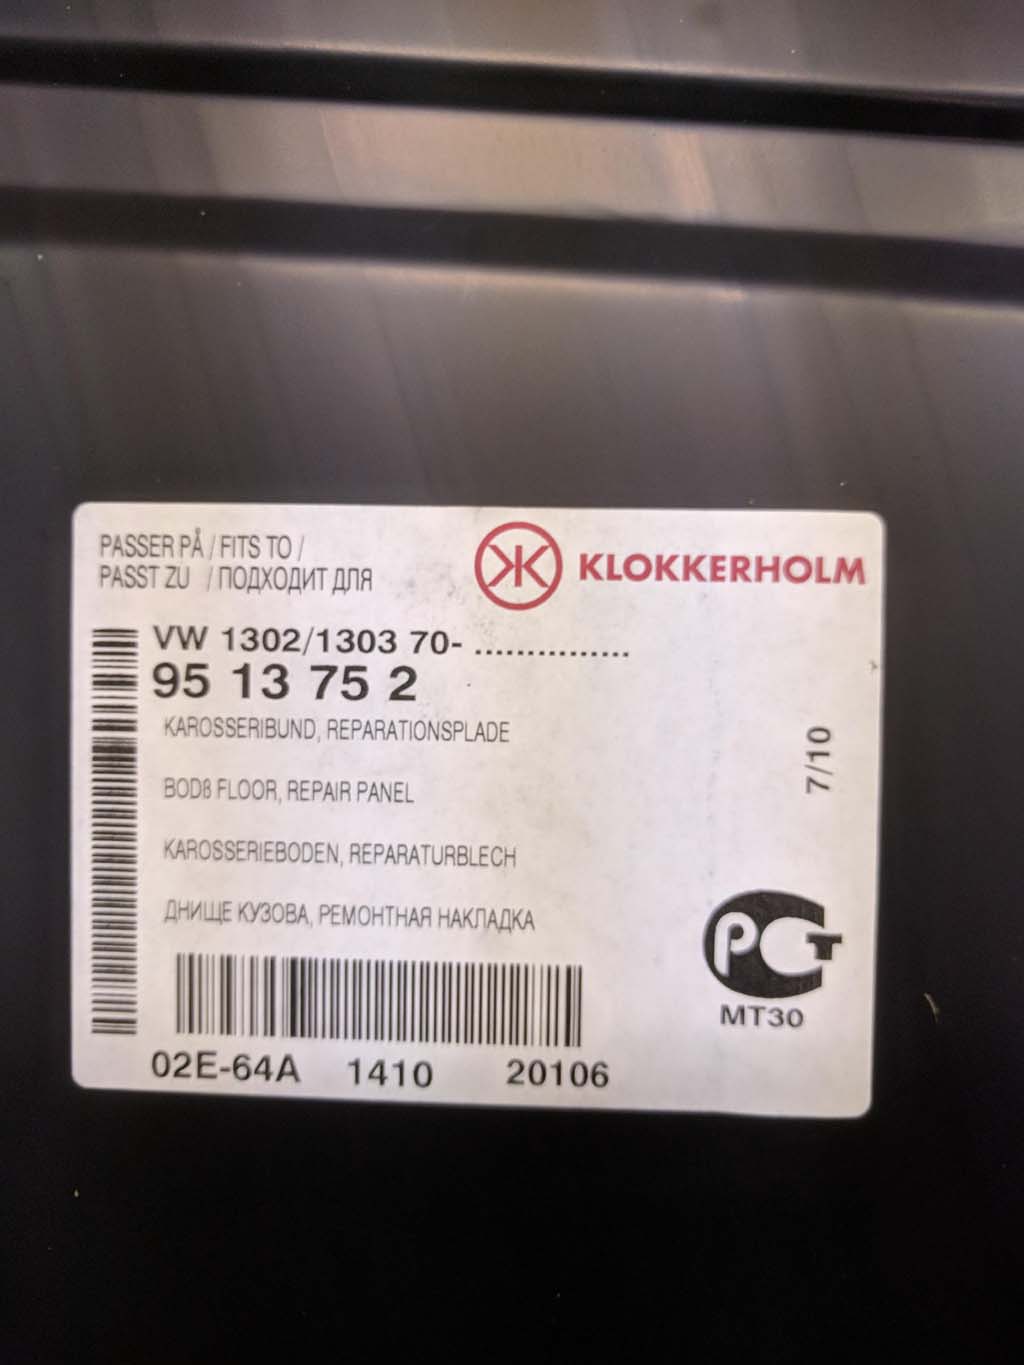 PASSER PÅ / FITS TO /
PASST ZU / ПОДХОДИТ ДЛЯ
KLOKKERHOLM
VW 1302/1303 70- ...............
95 13 75 2
KAROSSERIBUND, REPARATIONSPLADE
BOD8 FLOOR, REPAIR PANEL
KAROSSERIEBODEN, REPARATURBLECH
ДНИЩЕ КУЗОВА, РЕМОНТНАЯ НАКЛАДКА
7/10
РСТ
MT30
02E-64A 1410 20106